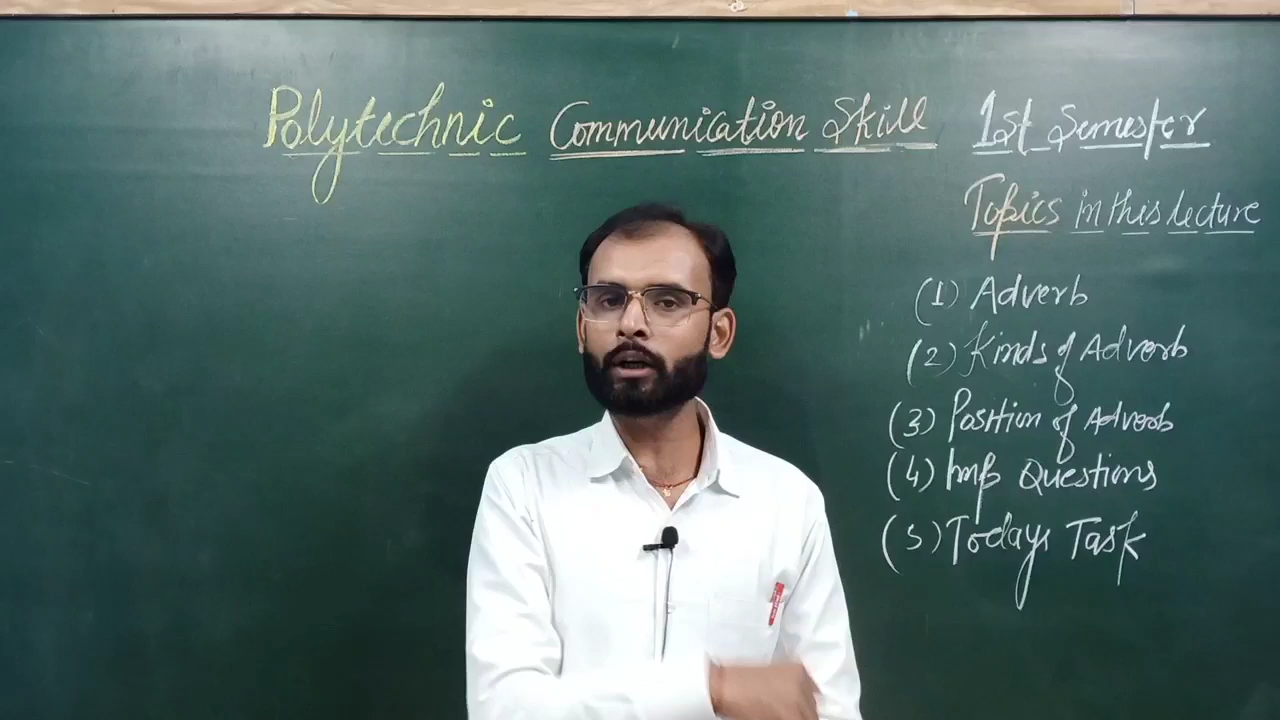 Polytechnic Communication Skill 1st Semester
Topics in this lecture
(1) Adverb
(2) Kinds of Adverb
(3) Position of Adverb
(4) Imp Questions
(5) Todays Task